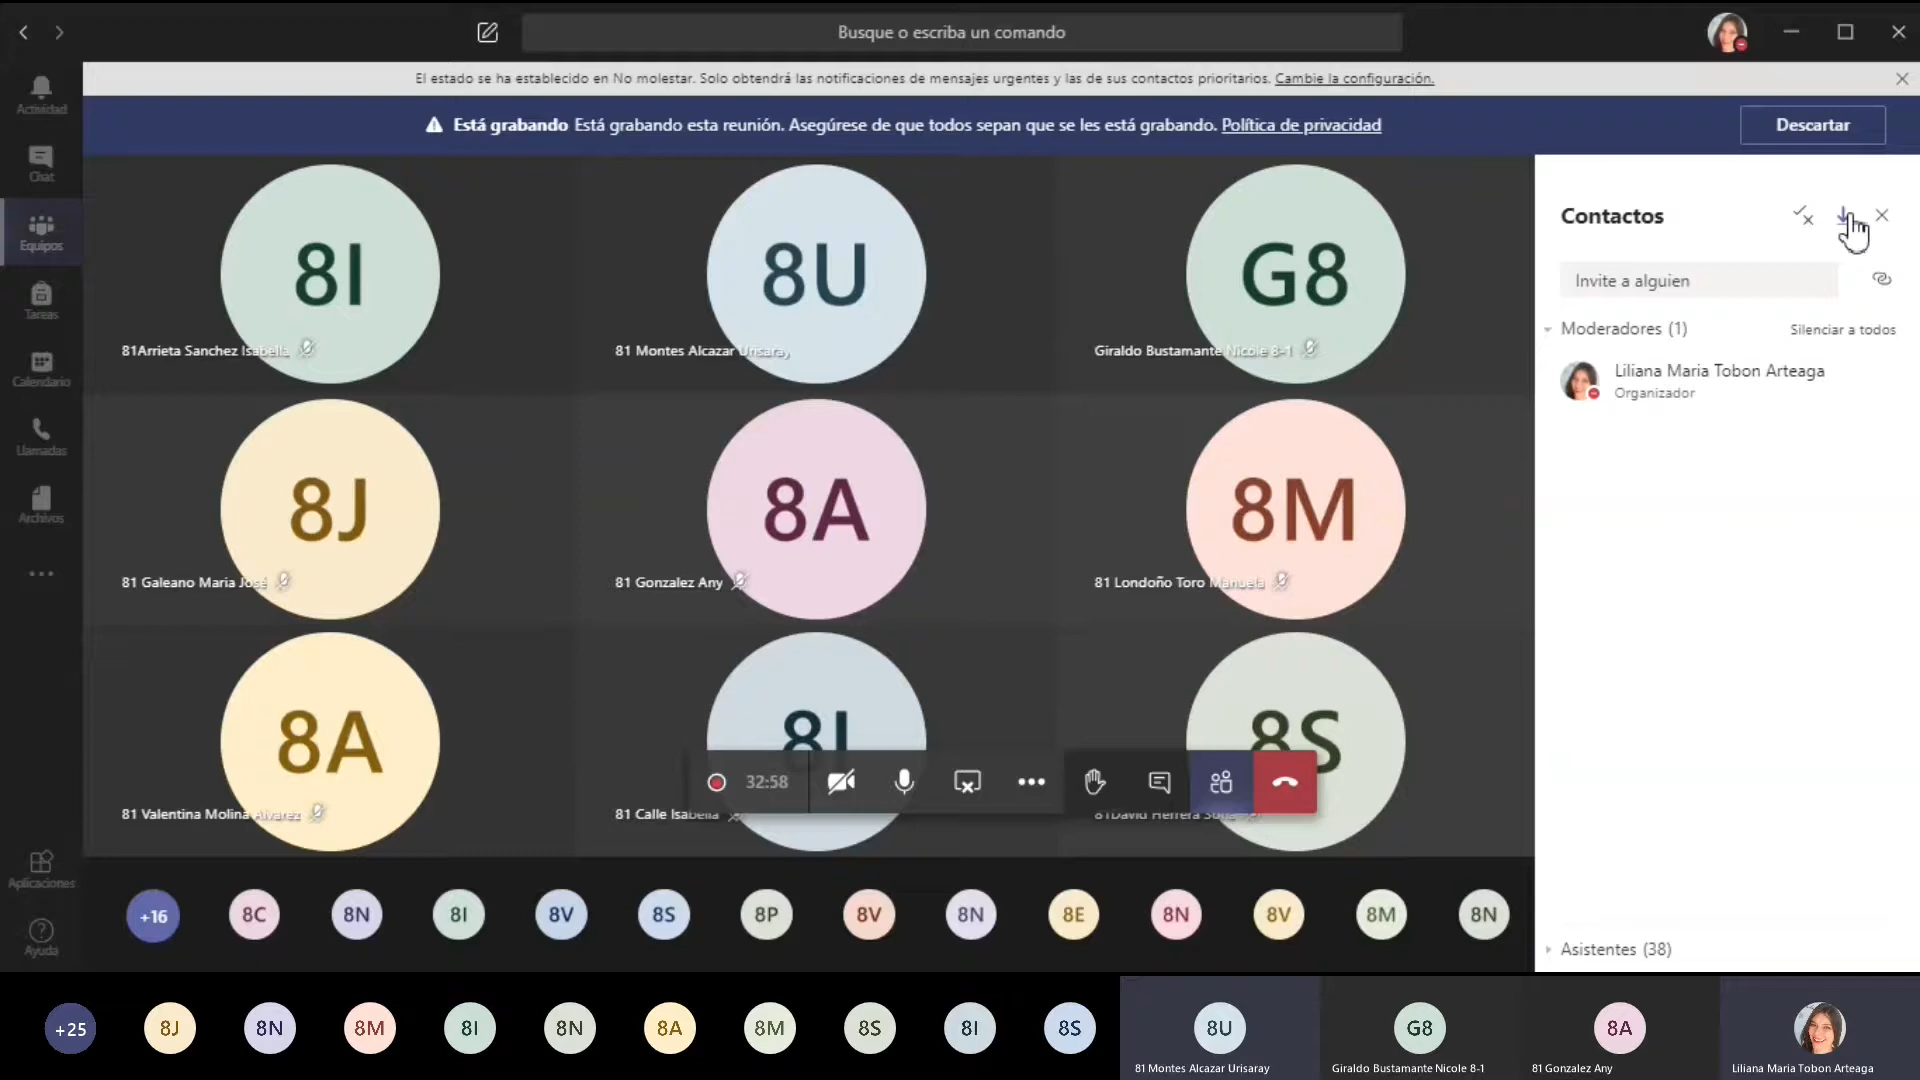 Busque o escriba un comando
El estado se ha establecido en No molestar. Solo obtendrá las notificaciones de mensajes urgentes y las de sus contactos prioritarios. Cambie la configuración.
Está grabando Está grabando esta reunión. Asegúrese de que todos sepan que se les está grabando. Política de privacidad
Descartar
Actividad
Chat
Equipos
Tareas
Calendario
Llamadas
Archivos
Aplicaciones
Ayuda
8I
8U
G8
81Arrieta Sanchez Isabella
81 Montes Alcazar Urisaray
Giraldo Bustamante Nicole 8-1
8J
8A
8M
81 Galeano Maria José
81 Gonzalez Any
81 Londoño Toro Manuela
8A
8I
8S
81 Valentina Molina Alvarez
81 Calle Isabella
81David Herrera
32:58
+16
8C
8N
8I
8V
8S
8P
8V
8N
8E
8N
8V
8M
8N
Contactos
Invite a alguien
Moderadores (1)
Silenciar a todos
Liliana Maria Tobon Arteaga
Organizador
Asistentes (38)
+25
8J
8N
8M
8I
8N
8A
8M
8S
8I
8S
8U
G8
8A
81 Montes Alcazar Urisaray
Giraldo Bustamante Nicole 8-1
81 Gonzalez Any
Liliana Maria Tobon Arteaga